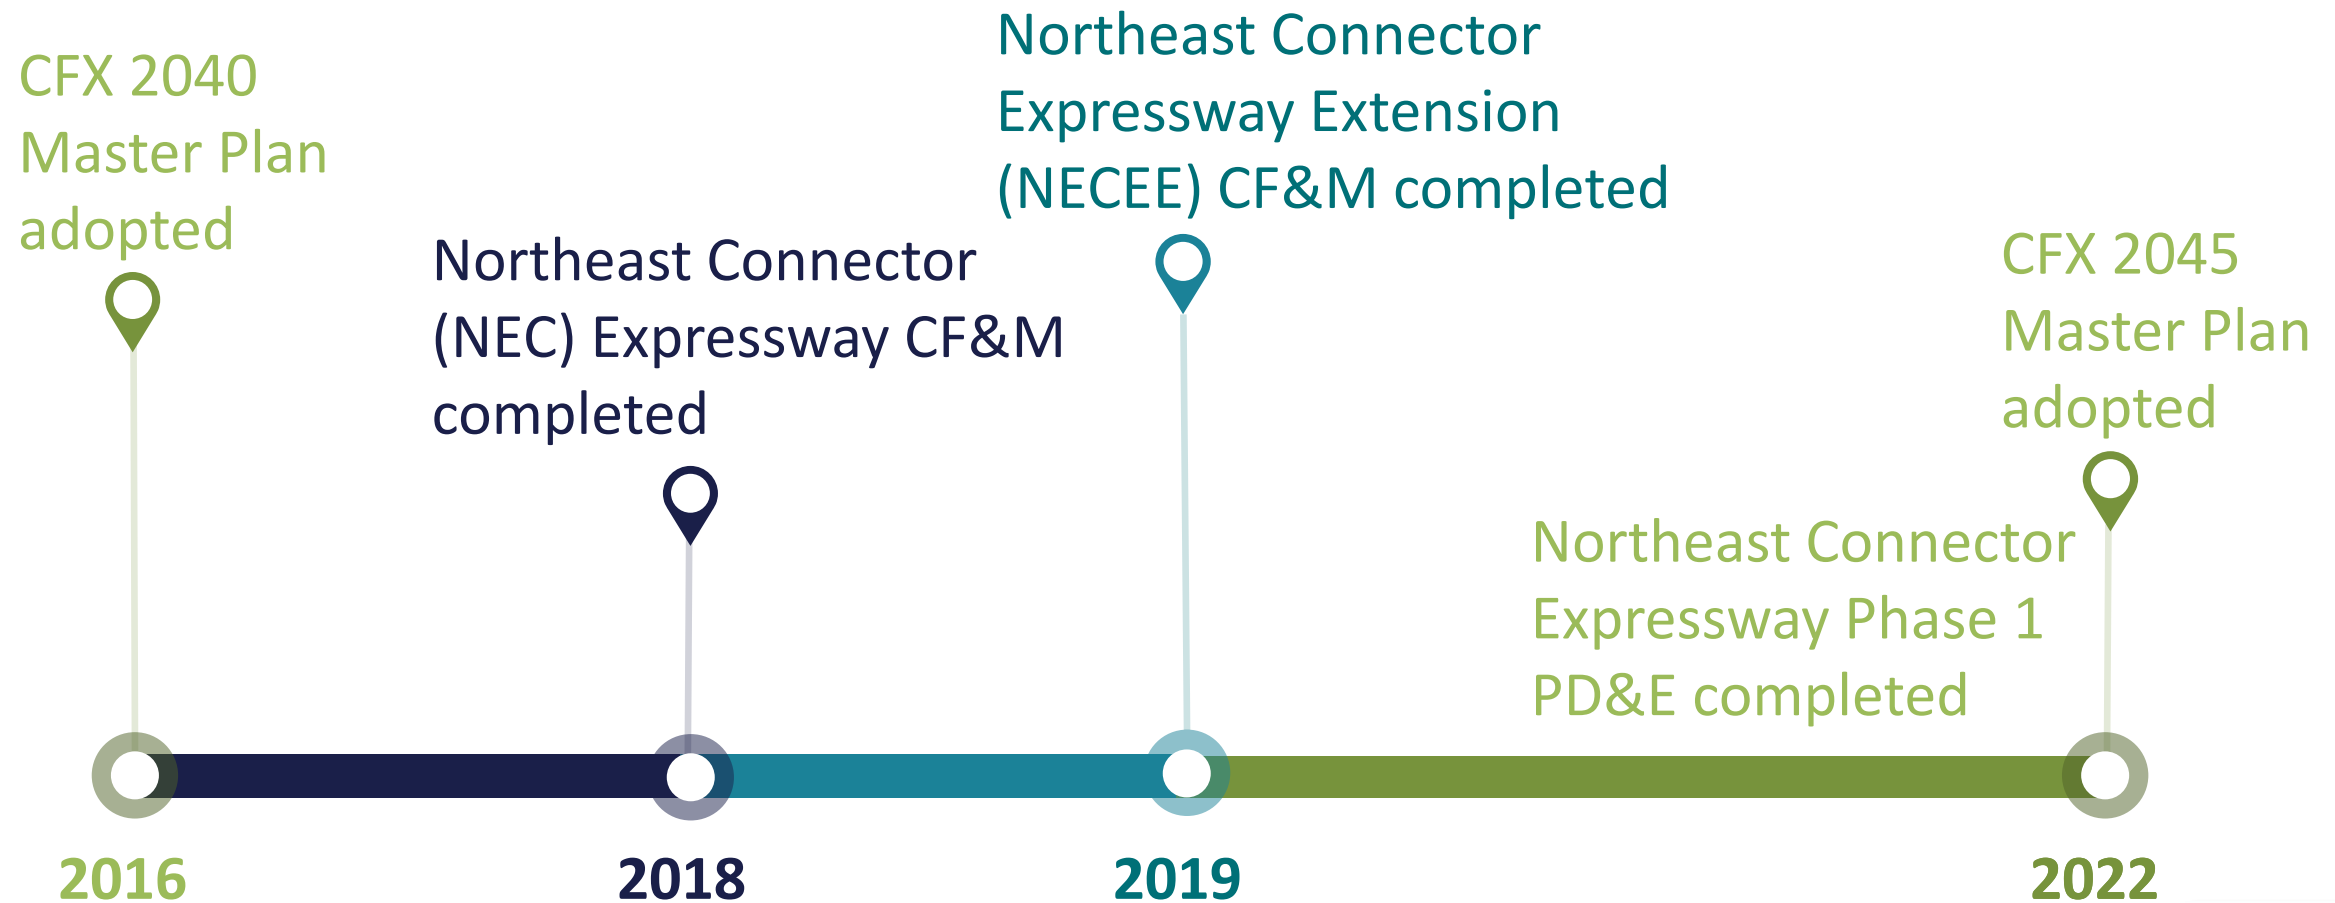 CFX 2040
Master Plan
adopted
Northeast Connector
(NEC) Expressway CF&M
completed
Northeast Connector
Expressway Extension
(NECEE) CF&M completed
Northeast Connector
Expressway Phase 1
PD&E completed
CFX 2045
Master Plan
adopted
2016
2018
2019
2022